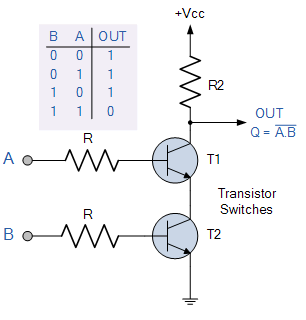 +Vcc
B A OUT
0 0 1
0 1 1
1 0 1
1 1 0
R2
OUT
Q = A.B
R
A
T1
Transistor
Switches
R
B
T2